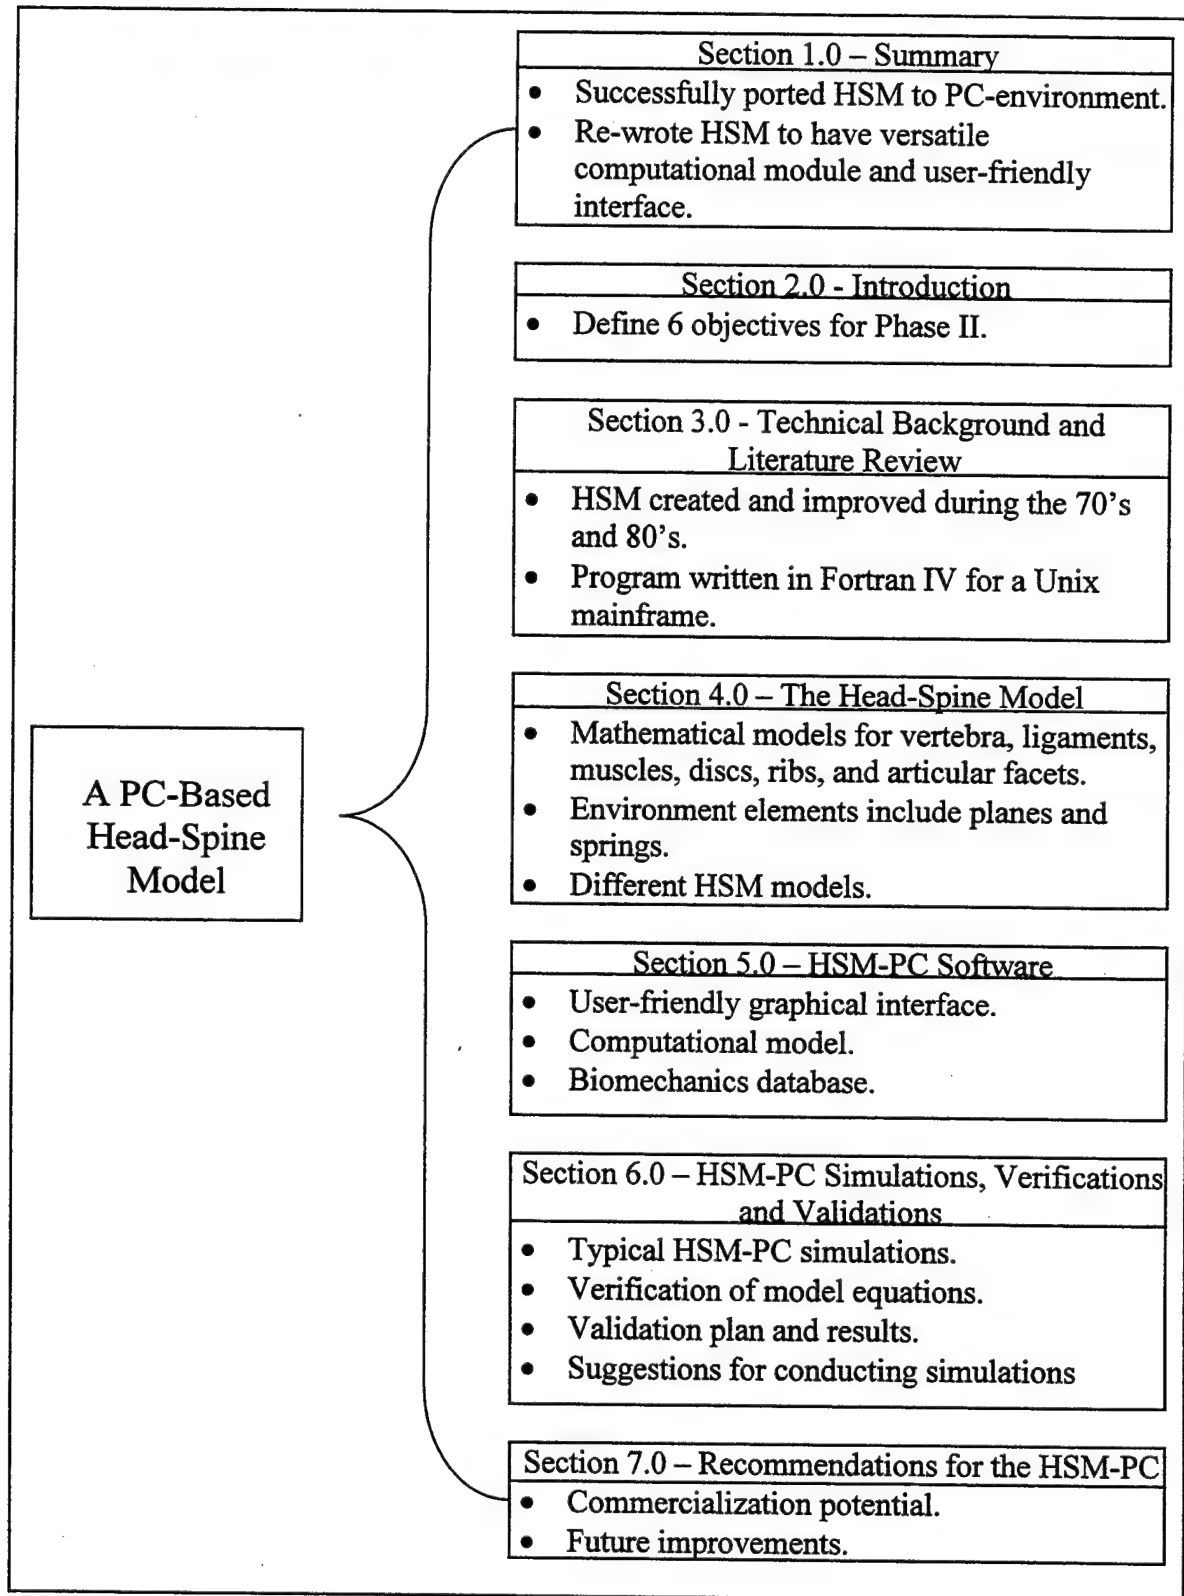 Section 1.0 – Summary
• Successfully ported HSM to PC-environment.
• Re-wrote HSM to have versatile
computational module and user-friendly
interface.
Section 2.0 - Introduction
• Define 6 objectives for Phase II.
Section 3.0 - Technical Background and
Literature Review
• HSM created and improved during the 70’s
and 80’s.
• Program written in Fortran IV for a Unix
mainframe.
Section 4.0 – The Head-Spine Model
• Mathematical models for vertebra, ligaments,
muscles, discs, ribs, and articular facets.
• Environment elements include planes and
springs.
• Different HSM models.
A PC-Based
Head-Spine
Model
Section 5.0 – HSM-PC Software
• User-friendly graphical interface.
• Computational model.
• Biomechanics database.
Section 6.0 – HSM-PC Simulations, Verifications
and Validations
• Typical HSM-PC simulations.
• Verification of model equations.
• Validation plan and results.
• Suggestions for conducting simulations
Section 7.0 – Recommendations for the HSM-PC
• Commercialization potential.
• Future improvements.